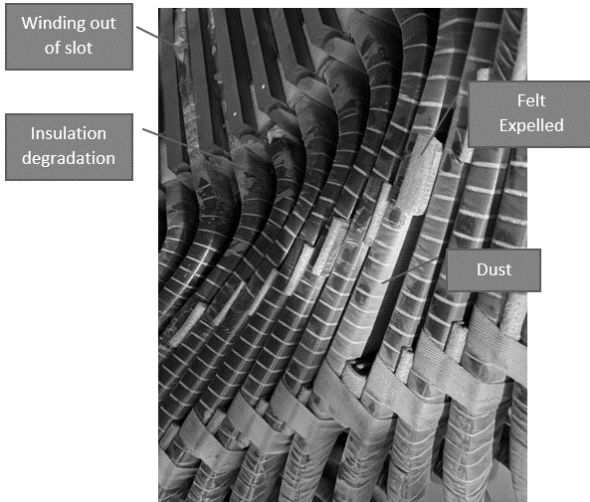 Winding out
of slot
Insulation
degradation
Felt
Expelled
Dust